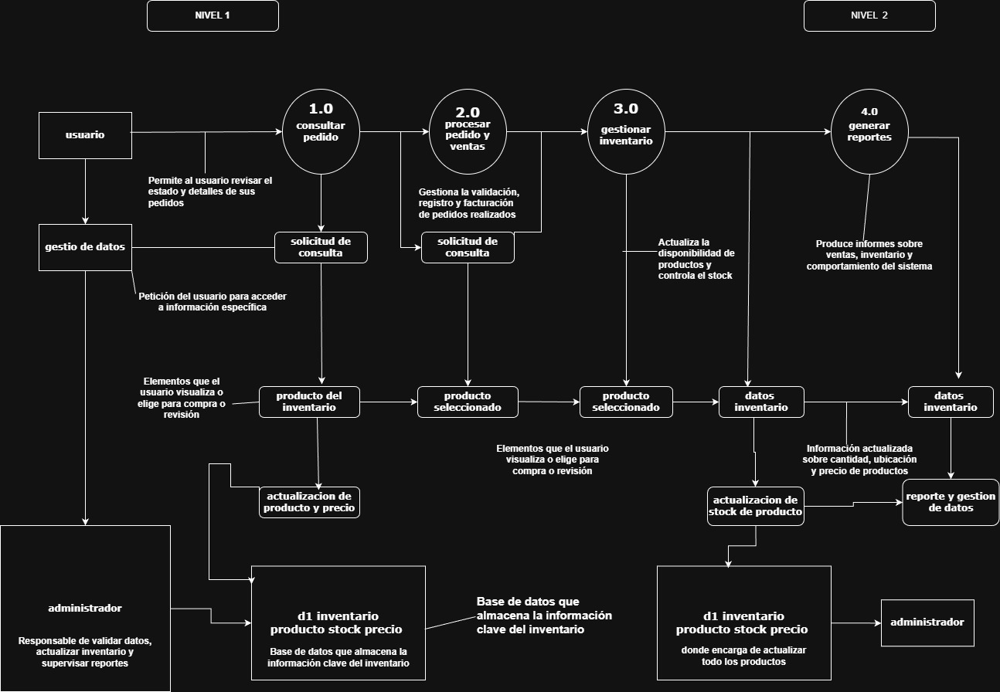 NIVEL 1
NIVEL 2
usuario
1.0
consultar
pedido
2.0
procesar
pedido y
ventas
3.0
gestionar
inventario
4.0
generar
reportes
Permite al usuario revisar el
estado y detalles de sus
pedidos
Gestiona la validación,
registro y facturación
de pedidos realizados
gestio de datos
solicitud de
consulta
solicitud de
consulta
Actualiza la
disponibilidad de
productos y
controla el stock
Produce informes sobre
ventas, inventario y
comportamiento del sistema
Petición del usuario para acceder
a información específica
Elementos que el
usuario visualiza o
elige para compra o
revisión
producto del
inventario
producto
seleccionado
producto
seleccionado
datos
inventario
datos
inventario
Elementos que el usuario
visualiza o elige para
compra o revisión
Información actualizada
sobre cantidad, ubicación
y precio de productos
actualizacion de
producto y precio
actualizacion de
stock de producto
reporte y gestion
de datos
administrador
Responsable de validar datos,
actualizar inventario y
supervisar reportes
d1 inventario
producto stock precio
Base de datos que almacena la
información clave del inventario
Base de datos que
almacena la información
clave del inventario
d1 inventario
producto stock precio
donde encarga de actualizar
todo los productos
administrador